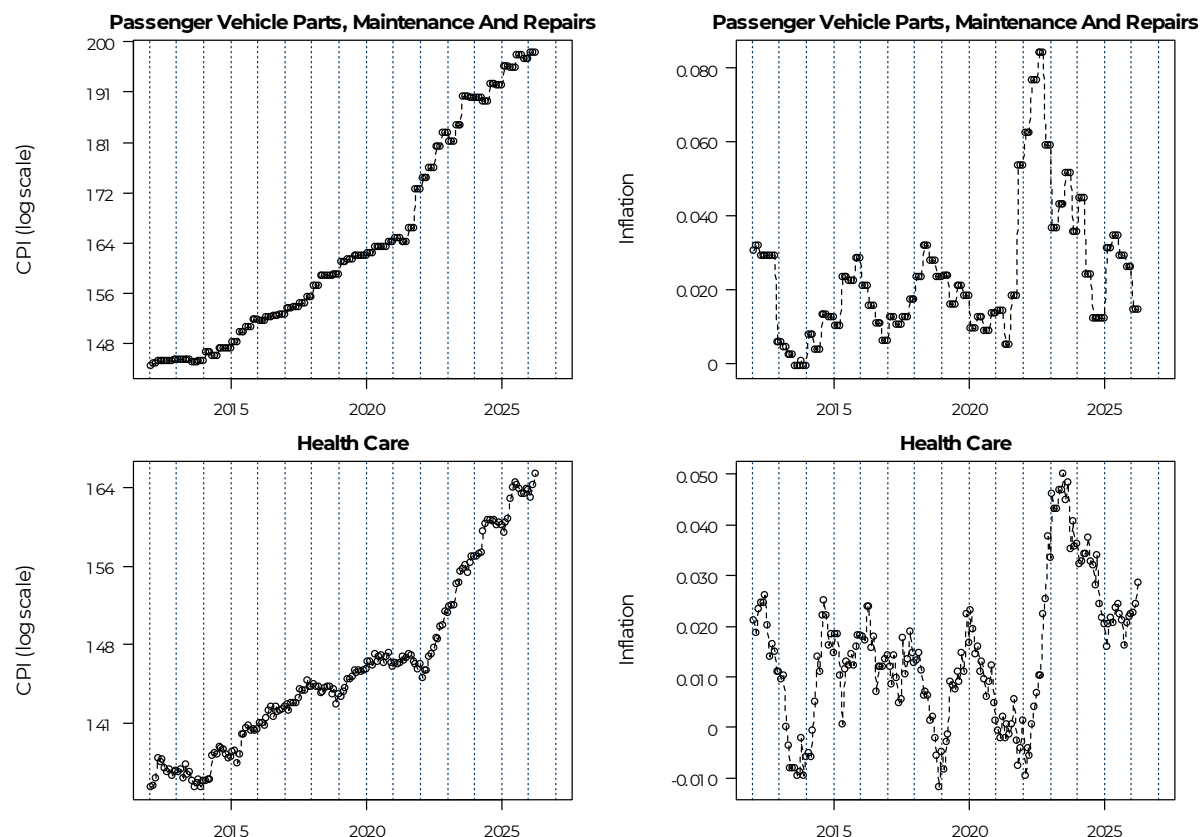 Passenger Vehicle Parts, Maintenance And Repairs
CPI (log scale)
200
191
181
172
164
156
148
2015 2020 2025
Passenger Vehicle Parts, Maintenance And Repairs
Inflation
0.080
0.060
0.040
0.020
0
2015 2020 2025
Health Care
CPI (log scale)
164
156
148
141
2015 2020 2025
Health Care
Inflation
0.050
0.040
0.030
0.020
0.010
0
-0.010
2015 2020 2025